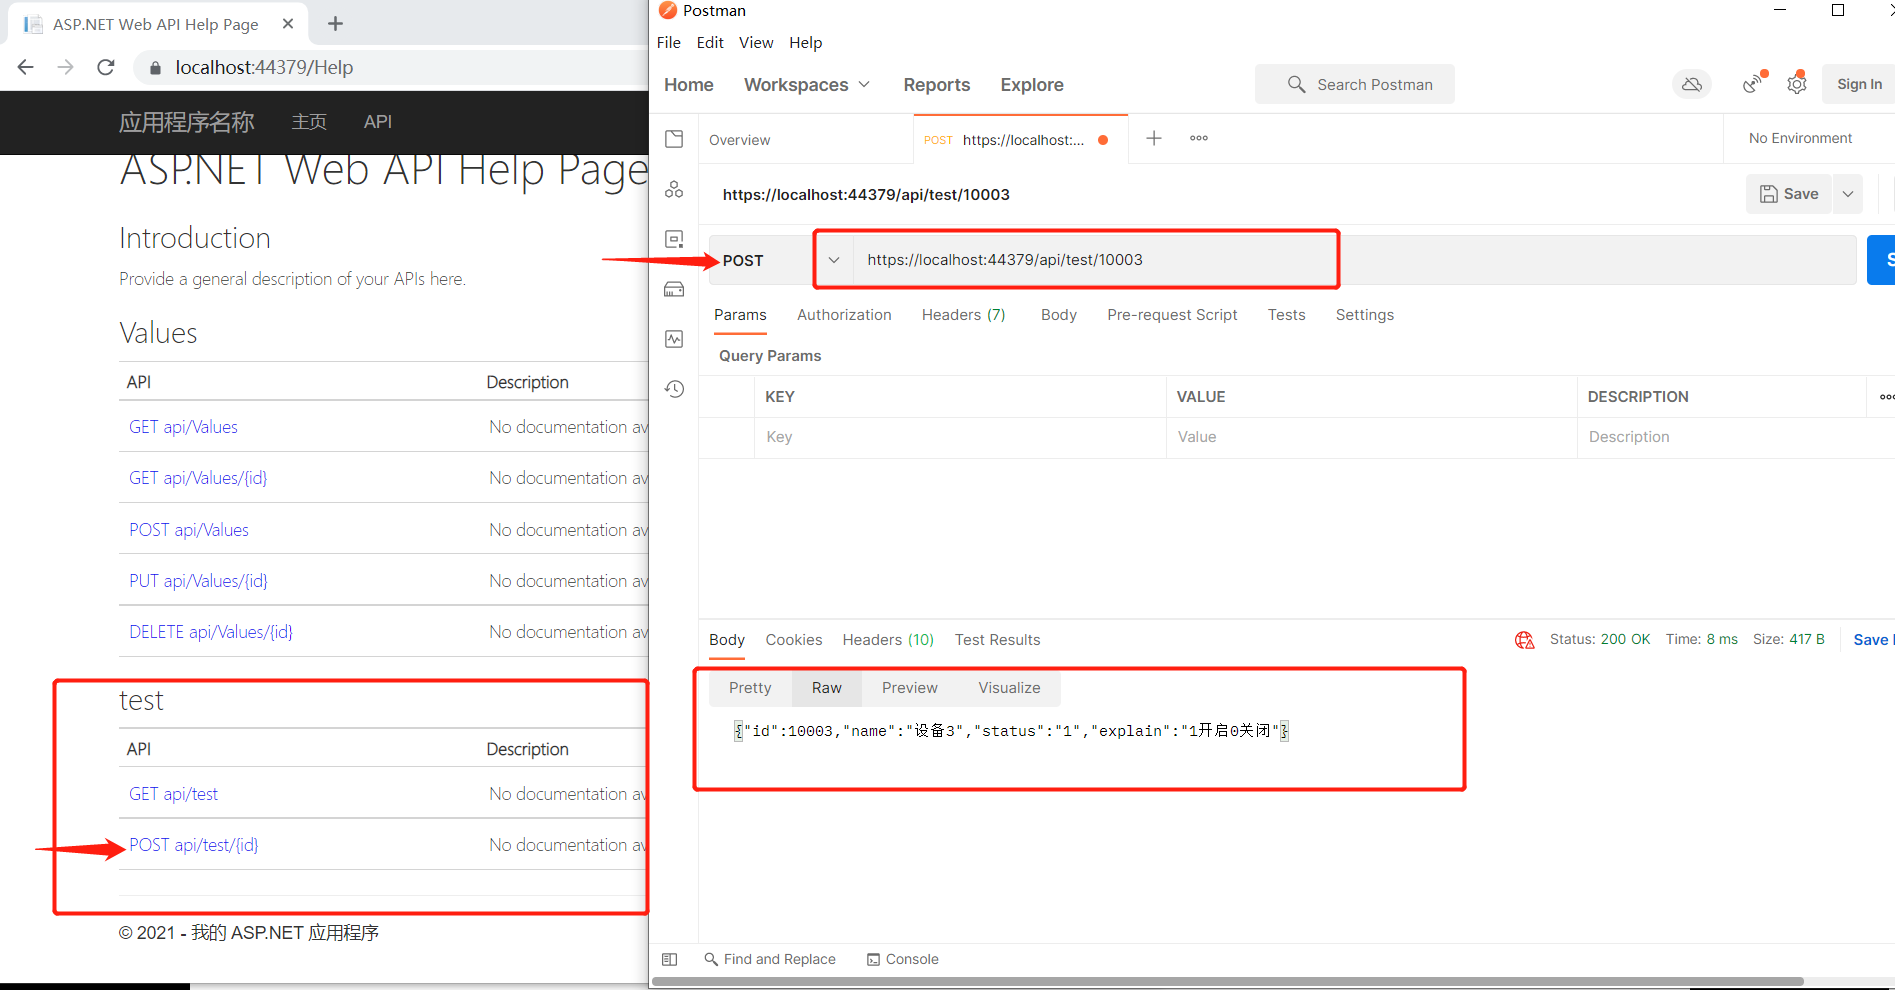 ASP.NET Web API Help Page
localhost:44379/Help
应用程序名称 主页 API
ASP.NET Web API Help Page
Introduction
Provide a general description of your APIs here.
Values
API Description
GET api/Values No documentation av
GET api/Values/{id} No documentation av
POST api/Values No documentation av
PUT api/Values/{id} No documentation av
DELETE api/Values/{id} No documentation av
test
API Description
GET api/test No documentation av
POST api/test/{id} No documentation av
© 2021 - 我的 ASP.NET 应用程序
Postman
File Edit View Help
Home Workspaces Reports Explore Search Postman Sign In
Overview POST https://localhost:... No Environment
https://localhost:44379/api/test/10003 Save
POST https://localhost:44379/api/test/10003 S
Params Authorization Headers (7) Body Pre-request Script Tests Settings
Query Params
KEY VALUE DESCRIPTION
Key Value Description
Body Cookies Headers (10) Test Results Status: 200 OK Time: 8 ms Size: 417 B Save
Pretty Raw Preview Visualize
{"id":10003,"name":"设备3","status":"1","explain":"1开启0关闭"}
Find and Replace Console